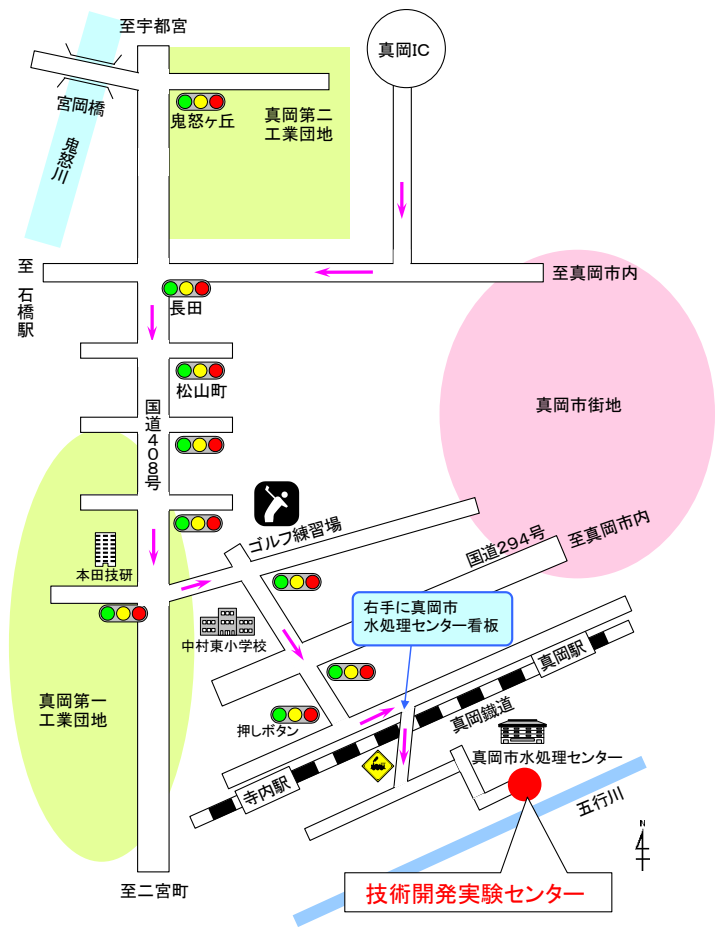 至宇都宮
真岡IC
宮岡橋
鬼怒川
鬼怒ヶ丘
真岡第二
工業団地
至 石橋駅
至真岡市内
長田
松山町
真岡市街地
国道408号
ゴルフ練習場
国道294号
至真岡市内
本田技研
右手に真岡市
水処理センター看板
中村東小学校
真岡駅
真岡第一
工業団地
押しボタン
真岡鐵道
真岡市水処理センター
寺内駅
五行川
N
至二宮町
技術開発実験センター